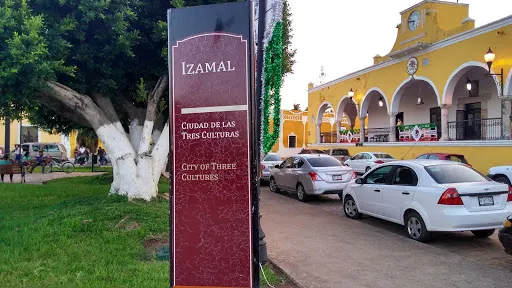 IZAMAL
CIUDAD DE LAS
TRES CULTURAS
CITY OF THREE
CULTURES